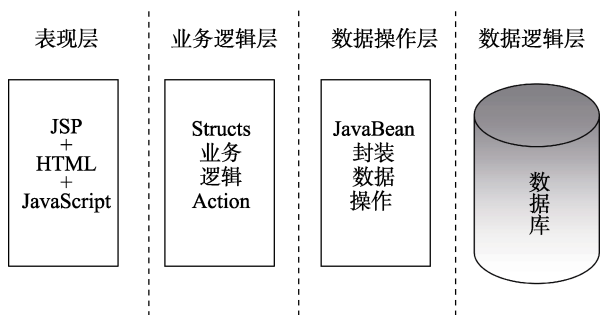 表现层
业务逻辑层
数据操作层
数据逻辑层
JSP
+
HTML
+
JavaScript
Structs
业务
逻辑
Action
JavaBean
封装
数据
操作
数
据
库